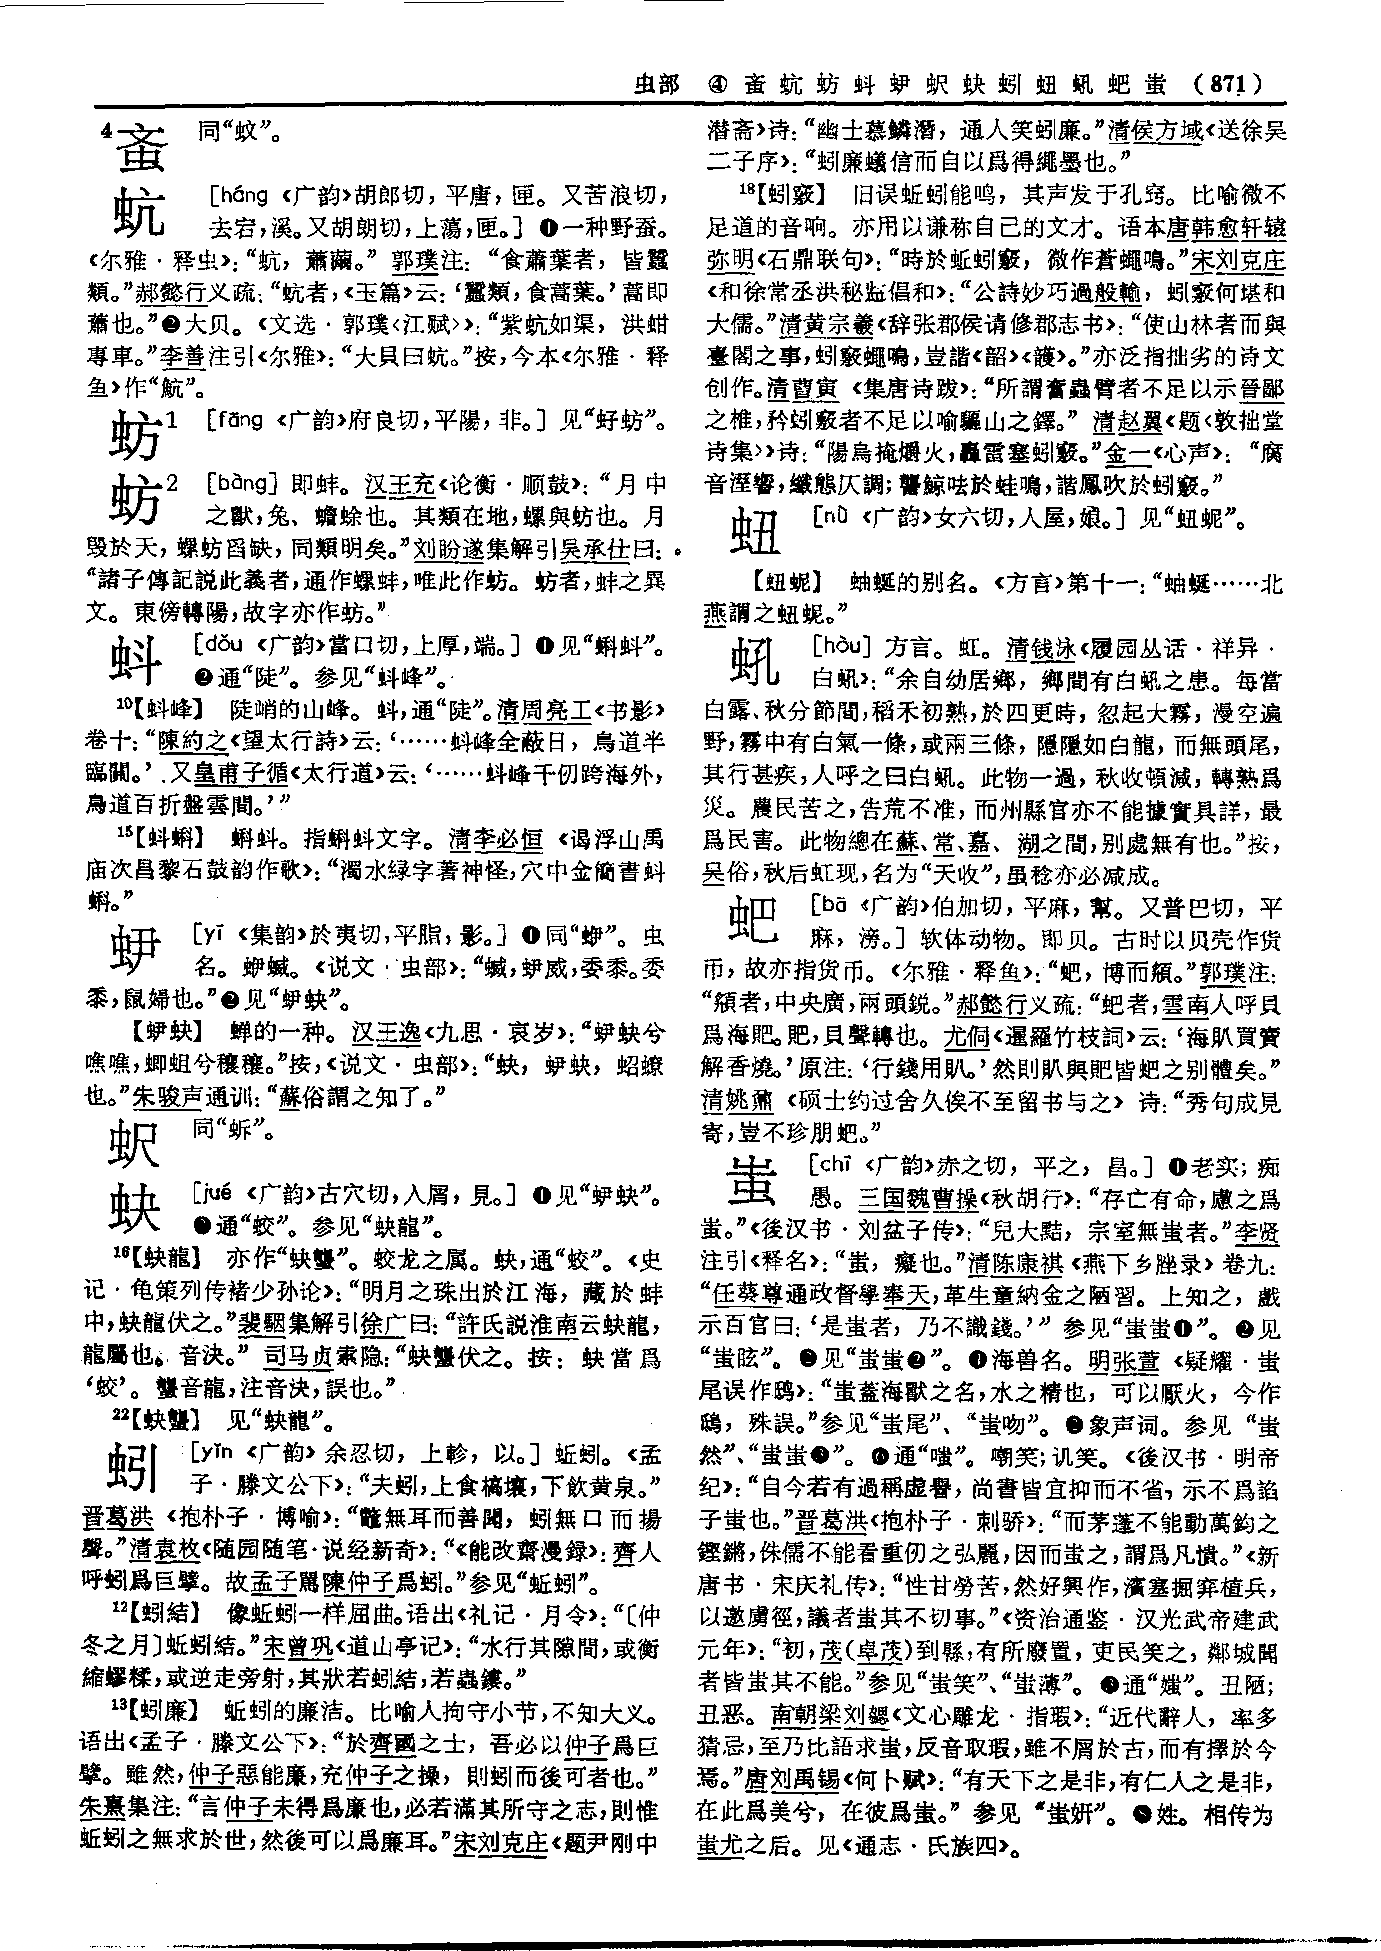 虫部 ④ 䖟 蚢 蚄 蚪 蛜 蚇 蚗 蚓 䖡 蚼 蚆 蚩 (871)
同“蚊”。
蚢 [háng《广韵》胡郎切,平唐,匣。又苦浪切,
去宕,溪。又胡朗切,上蕩,匣。] ❶一种野蚕。
《尔雅·释虫》:“蚢,蕭繭。”郭璞注:“食蕭葉者,皆蠶
類。”郝懿行义疏:“蚢者,《玉篇》云:‘蠶類,食蒿葉。’蒿即
蕭也。”❷大贝。《文选·郭璞〈江赋〉》:“紫蚢如渠,洪蚶
專車。”李善注引《尔雅》:“大貝曰蚢。”按,今本《尔雅·释
鱼》作“魧”。
蚄1 [fāng《广韵》府良切,平陽,非。] 见“虸蚄”。
蚄2 [bàng] 即蚌。汉王充《论衡·顺鼓》:“月中
之獸,兔、蟾蜍也。其類在地,螺與蚄也。月
毁於天,螺蚄舀缺,同類明矣。”刘盼遂集解引吴承仕曰:
“諸子傳記説此義者,通作螺蚌,唯此作蚄。蚄者,蚌之異
文。東傍轉陽,故字亦作蚄。”
蚪 [dǒu《广韵》當口切,上厚,端。] ❶见“蝌蚪”。
❷通“陡”。参见“蚪峰”。
10【蚪峰】 陡峭的山峰。蚪,通“陡”。清周亮工《书影》
卷十:“陳約之《望太行詩》云:‘……蚪峰全蔽日,鳥道半
臨關。’又皇甫子循《太行道》云:‘……蚪峰千仞跨海外,
鳥道百折盤雲間。’”
15【蚪蝌】 蝌蚪。指蝌蚪文字。清李必恒《谒浮山禹
庙次昌黎石鼓韵作歌》:“濁水绿字著神怪,穴中金簡書蚪
蝌。”
[yī《集韵》於夷切,平脂,影。] ❶同“蛜”。虫
名。蛜蝛。《说文·虫部》:“蝛,蛜威,委黍。委
黍,鼠婦也。”❷见“蛜蚗”。
【蛜蚗】 蝉的一种。汉王逸《九思·哀岁》:“蛜蚗兮
噍噍,蝍蛆兮穰穰。”按,《说文·虫部》:“蚗,蛜蚗,蛁蟟
也。”朱骏声通训:“蘇俗謂之知了。”
同“蚸”。
蚗 [jué《广韵》古穴切,入屑,見。] ❶见“蛜蚗”。
❷通“蛟”。参见“蚗龍”。
16【蚗龍】 亦作“蚗蠪”。蛟龙之属。蚗,通“蛟”。《史
记·龟策列传褚少孙论》:“明月之珠出於江海,藏於蚌
中,蚗龍伏之。”裴駰集解引徐广曰:“許氏説淮南云蚗龍,
龍屬也。音決。”司马贞索隐:“蚗蠪伏之。按:蚗當爲
‘蛟’。蠪音龍,注音決,誤也。”
22【蚗蠪】 见“蚗龍”。
蚓 [yǐn《广韵》余忍切,上軫,以。] 蚯蚓。《孟
子·滕文公下》:“夫蚓,上食槁壤,下飲黄泉。”
晋葛洪《抱朴子·博喻》:“鼈無耳而善聞,蚓無口而揚
聲。”清袁枚《随园随笔·说经新奇》:“《能改齋漫録》:齊人
呼蚓爲巨擘。故孟子駡陳仲子爲蚓。”参见“蚯蚓”。
12【蚓結】 像蚯蚓一样屈曲。语出《礼记·月令》:“〔仲
冬之月〕蚯蚓結。”宋曾巩《道山亭记》:“水行其隙間,或衡
縮蟉糅,或逆走旁射,其狀若蚓結,若蟲鏤。”
13【蚓廉】 蚯蚓的廉洁。比喻人拘守小节,不知大义。
语出《孟子·滕文公下》:“於齊國之士,吾必以仲子爲巨
擘。雖然,仲子惡能廉,充仲子之操,則蚓而後可者也。”
朱熹集注:“言仲子未得爲廉也,必若滿其所守之志,則惟
蚯蚓之無求於世,然後可以爲廉耳。”宋刘克庄《题尹刚中
潛斋》诗:“幽士慕鱗潛,通人笑蚓廉。”清侯方域《送徐吴
二子序》:“蚓廉蟻信而自以爲得繩墨也。”
18【蚓竅】 旧误蚯蚓能鸣,其声发于孔窍。比喻微不
足道的音响。亦用以谦称自己的文才。语本唐韩愈轩辕
弥明《石鼎联句》:“時於蚯蚓竅,微作蒼蠅鳴。”宋刘克庄
《和徐常丞洪秘监倡和》:“公詩妙巧過般輸,蚓竅何堪和
大儒。”清黄宗羲《辞张郡侯请修郡志书》:“使山林者而與
臺閣之事,蚓竅蠅鳴,豈諧《韶》《頀》。”亦泛指拙劣的诗文
创作。清曹寅《集唐诗跋》:“所謂奮蟲臂者不足以示晉鄙
之椎,矜蚓竅者不足以喻驪山之鐸。”清赵翼《题〈敦拙堂
诗集〉》诗:“陽烏掩爝火,轟雷塞蚓竅。”金一《心声》:“腐
音溼響,纖態仄調;鼙鯨呿於蛙鳴,諧鳳吹於蚓竅。”
[nǜ《广韵》女六切,入屋,娘。] 见“䖡蚭”。
【䖡蚭】 蚰蜒的别名。《方言》第十一:“蚰蜒……北
燕謂之䖡蚭。”
[hòu] 方言。虹。清钱泳《履园丛话·祥异·
白蚼》:“余自幼居鄉,鄉間有白蚼之患。每當
白露、秋分節間,稻禾初熟,於四更時,忽起大霧,漫空遍
野,霧中有白氣一條,或兩三條,隱隱如白龍,而無頭尾,
其行甚疾,人呼之曰白蚼。此物一過,秋收頓減,轉熟爲
災。農民苦之,告荒不准,而州縣官亦不能據實具詳,最
爲民害。此物總在蘇、常、嘉、湖之間,别處無有也。”按,
吴俗,秋后虹现,名为“天收”,虽稔亦必减成。
蚆 [bā《广韵》伯加切,平麻,幫。又普巴切,平
麻,滂。] 软体动物。即贝。古时以贝壳作货
币,故亦指货币。《尔雅·释鱼》:“蚆,博而頯。”郭璞注:
“頯者,中央廣,兩頭鋭。”郝懿行义疏:“蚆者,雲南人呼貝
爲海𧵅。𧵅,貝聲轉也。尤侗《暹羅竹枝詞》云:‘海趴買賣
解香燒。’原注:‘行錢用趴。’然則趴與𧵅皆蚆之别體矣。”
清姚鼐《硕士约过舍久俟不至留书与之》诗:“秀句成見
寄,豈不珍朋蚆。”
蚩 [chī《广韵》赤之切,平之,昌。] ❶老实;痴
愚。三国魏曹操《秋胡行》:“存亡有命,慮之爲
蚩。”《後汉书·刘盆子传》:“兒大黠,宗室無蚩者。”李贤
注引《释名》:“蚩,癡也。”清陈康祺《燕下乡脞录》卷九:
“任葵尊通政督學奉天,革生童納金之陋習。上知之,戲
示百官曰:‘是蚩者,乃不識錢。’”参见“蚩蚩❶”。❷见
“蚩眩”。❸见“蚩蚩❷”。❹海兽名。明张萱《疑耀·蚩
尾误作鸱》:“蚩蓋海獸之名,水之精也,可以厭火,今作
鴟,殊誤。”参见“蚩尾”、“蚩吻”。❺象声词。参见“蚩
然”、“蚩蚩❸”。❻通“嗤”。嘲笑;讥笑。《後汉书·明帝
纪》:“自今若有過稱虚譽,尚書皆宜抑而不省,示不爲諂
子蚩也。”晋葛洪《抱朴子·刺骄》:“而茅蓬不能動萬鈞之
鏗鏘,侏儒不能看重仞之弘麗,因而蚩之,謂爲凡憒。”《新
唐书·宋庆礼传》:“性甘勞苦,然好興作,濱塞掘穽植兵,
以邀虜徑,議者蚩其不切事。”《资治通鉴·汉光武帝建武
元年》:“初,茂(卓茂)到縣,有所廢置,吏民笑之,鄰城聞
者皆蚩其不能。”参见“蚩笑”、“蚩薄”。❼通“媸”。丑陋;
丑恶。南朝梁刘勰《文心雕龙·指瑕》:“近代辭人,率多
猜忌,至乃比語求蚩,反音取瑕,雖不屑於古,而有擇於今
焉。”唐刘禹锡《何卜赋》:“有天下之是非,有仁人之是非,
在此爲美兮,在彼爲蚩。”参见“蚩妍”。❽姓。相传为
蚩尤之后。见《通志·氏族四》。